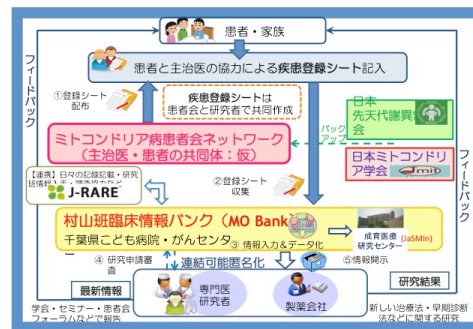 患者・家族
フィードバック
フィードバック
患者と主治医の協力による疾患登録シート記入
①登録シート
配布
疾患登録シートは
患者会と研究者で共同作成
日本
先天代謝異常
会
バック
アップ
ミトコンドリア病患者会ネットワーク
(主治医・患者の共同体:仮)
日本ミトコンドリ
ア学会
Jmit
【連携】日々の記録記載・研究
J-RARE
②登録シート
収集
村山班臨床情報バンク(MO Bank
千葉県こども病院・がんセンタ
③ 情報入力&データ化
成育医療
研究センター
(JaSMIn)
④ 研究申請審
査
連結可能匿名化
⑤情報開示
最新情報
専門医
研究者
製薬会社
研究結果
学会・セミナー・患者会
フォーラムなどで報告
新しい治療法・早期診断
法などに関する研究